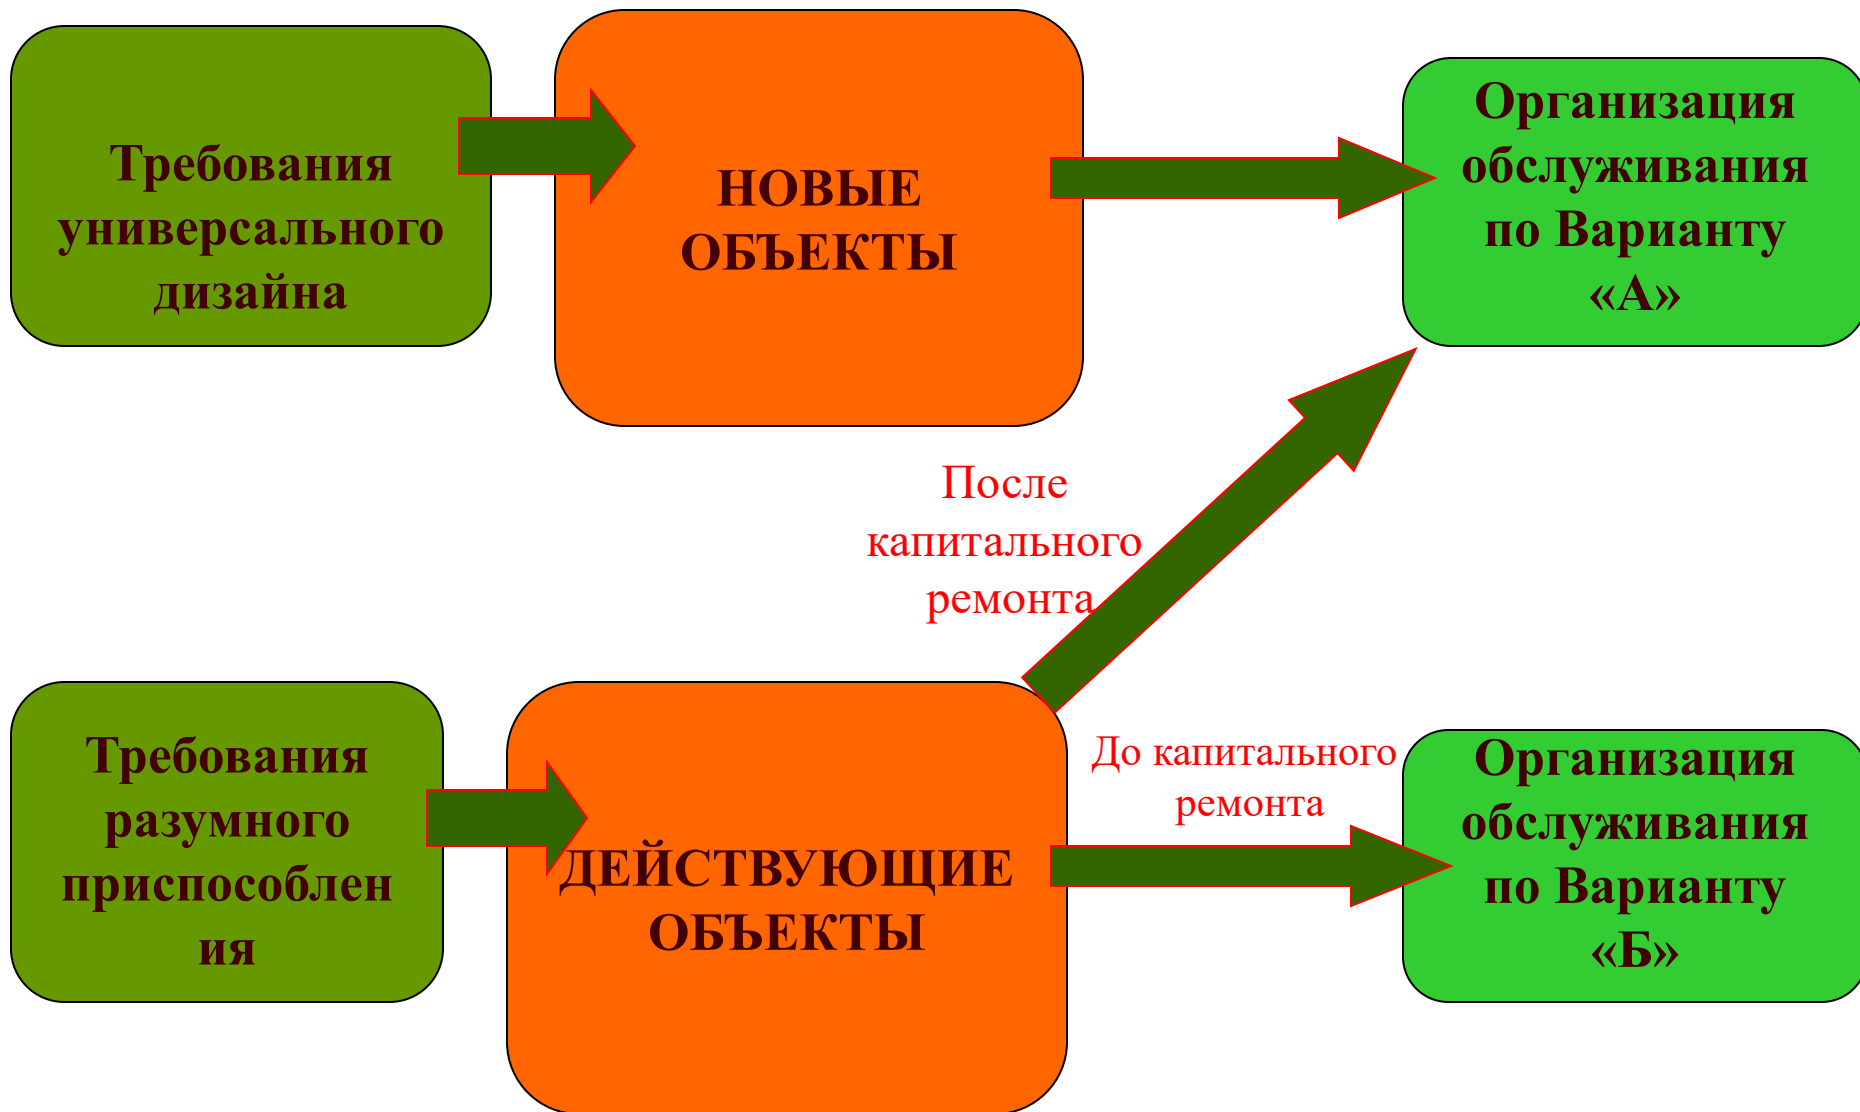 Требования
универсального
дизайна
НОВЫЕ
ОБЪЕКТЫ
Организация
обслуживания
по Варианту
«А»
После
капитального
ремонта
Требования
разумного
приспособлен
ия
ДЕЙСТВУЮЩИЕ
ОБЪЕКТЫ
До капитального
ремонта
Организация
обслуживания
по Варианту
«Б»